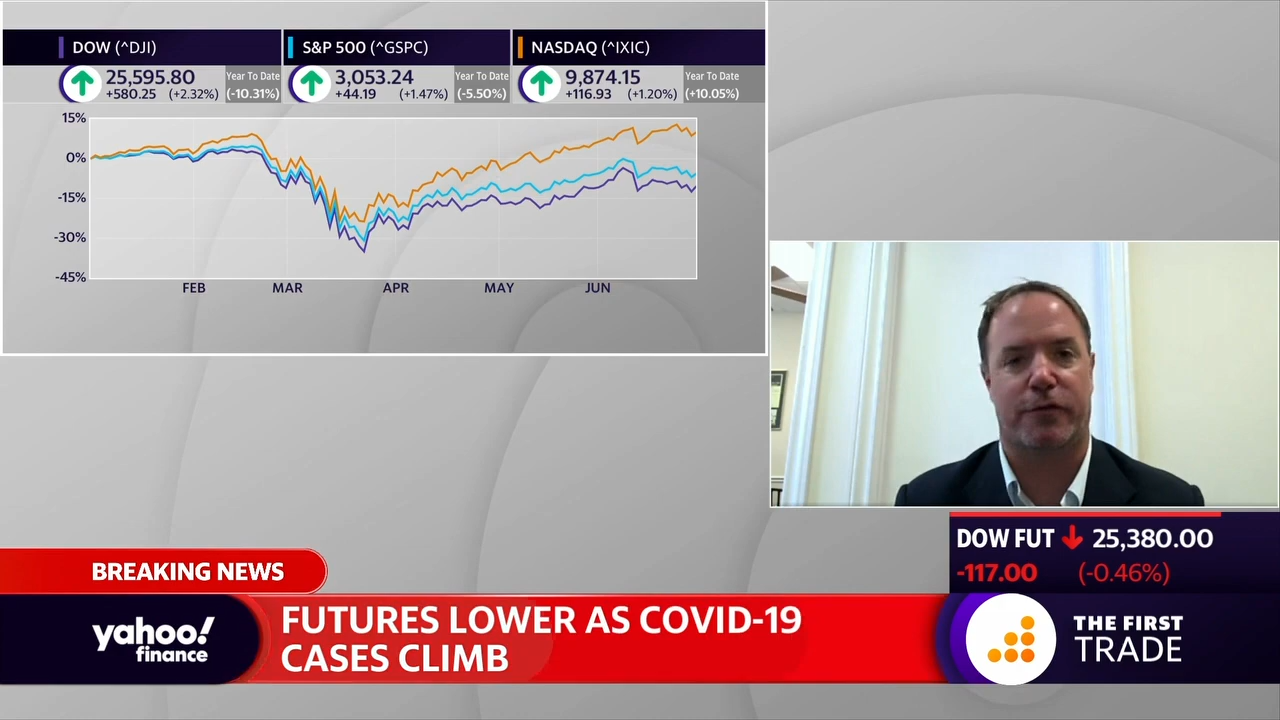 DOW (^DJI)
25,595.80
+580.25 (+2.32%)
Year To Date
(-10.31%)
S&P 500 (^GSPC)
3,053.24
+44.19 (+1.47%)
Year To Date
(-5.50%)
NASDAQ (^IXIC)
9,874.15
+116.93 (+1.20%)
Year To Date
(+10.05%)
15%
0%
-15%
-30%
-45%
FEB MAR APR MAY JUN
DOW FUT 25,380.00
-117.00 (-0.46%)
BREAKING NEWS
yahoo!
finance
FUTURES LOWER AS COVID-19
CASES CLIMB
THE FIRST
TRADE